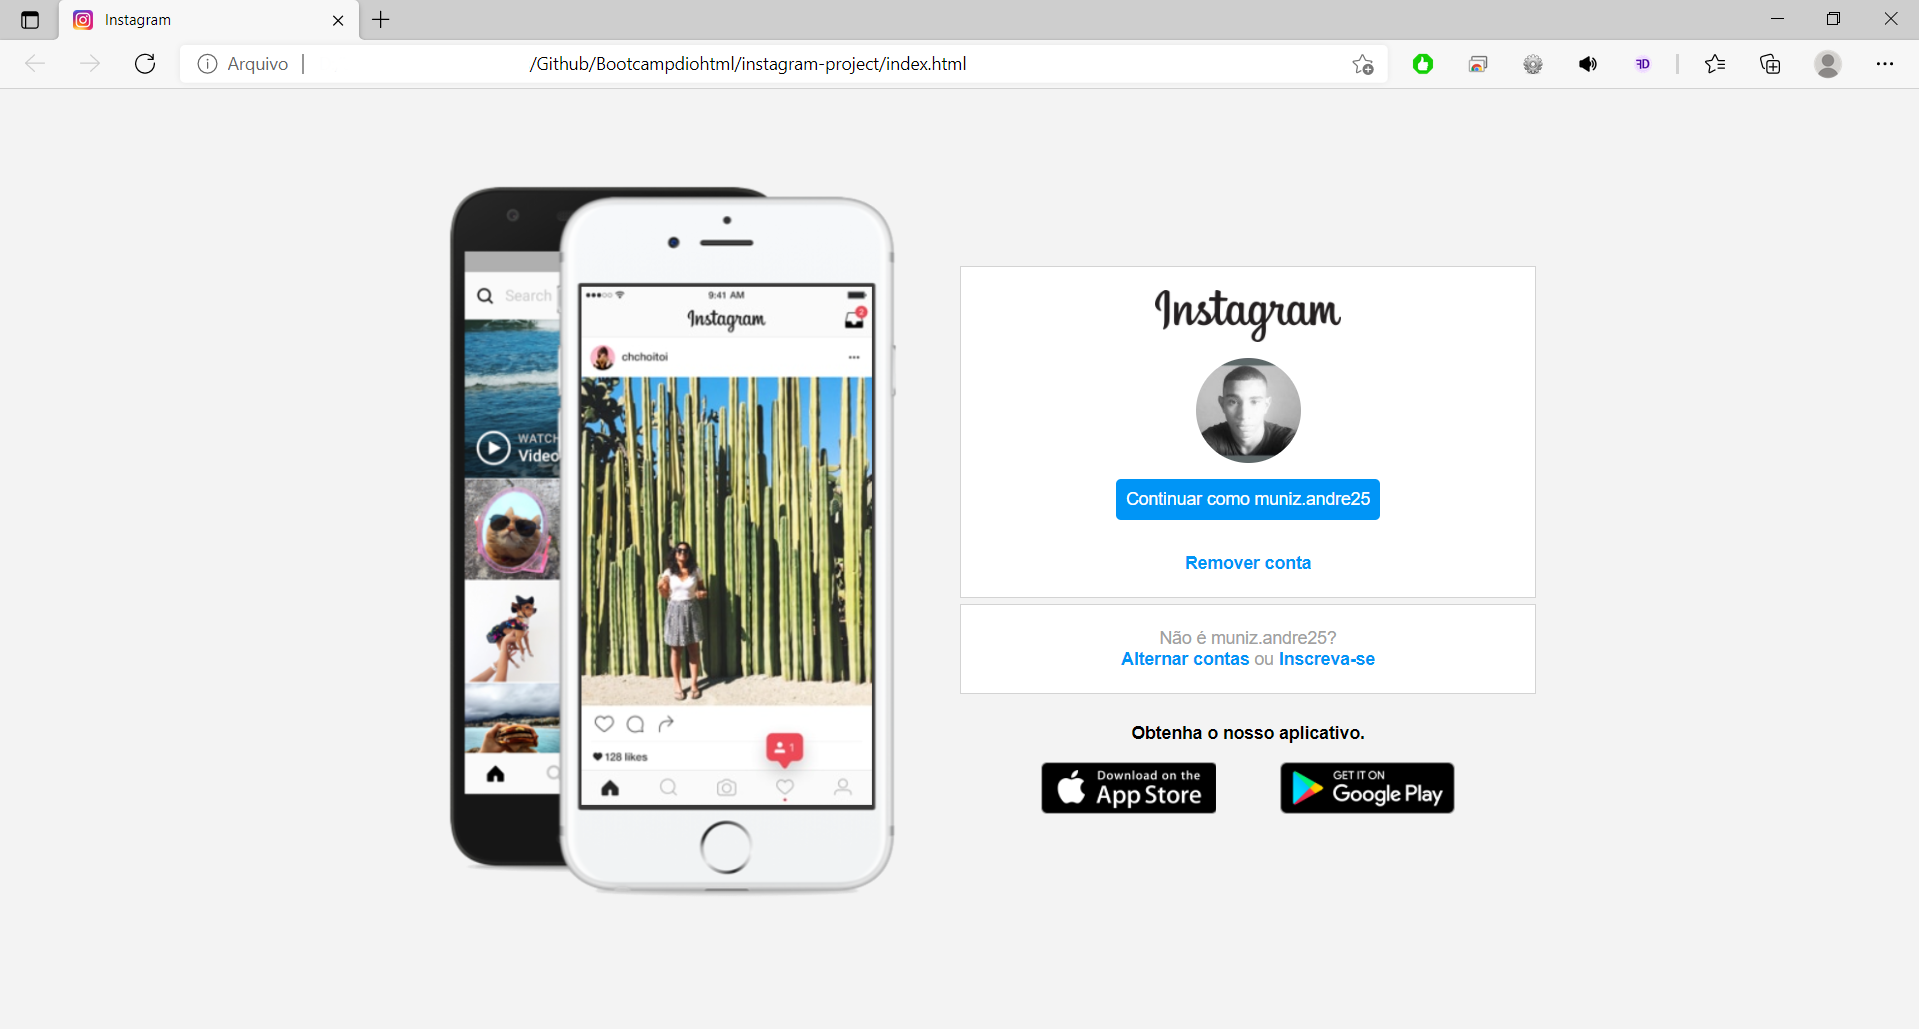 Instagram
Arquivo /Github/Bootcampdiohtml/instagram-project/index.html
Search
WATCH
Video
9:41 AM
Instagram
2
chchoitoi
128 likes
1
Instagram
Continuar como muniz.andre25
Remover conta
Não é muniz.andre25?
Alternar contas ou Inscreva-se
Obtenha o nosso aplicativo.
Download on the
App Store
GET IT ON
Google Play